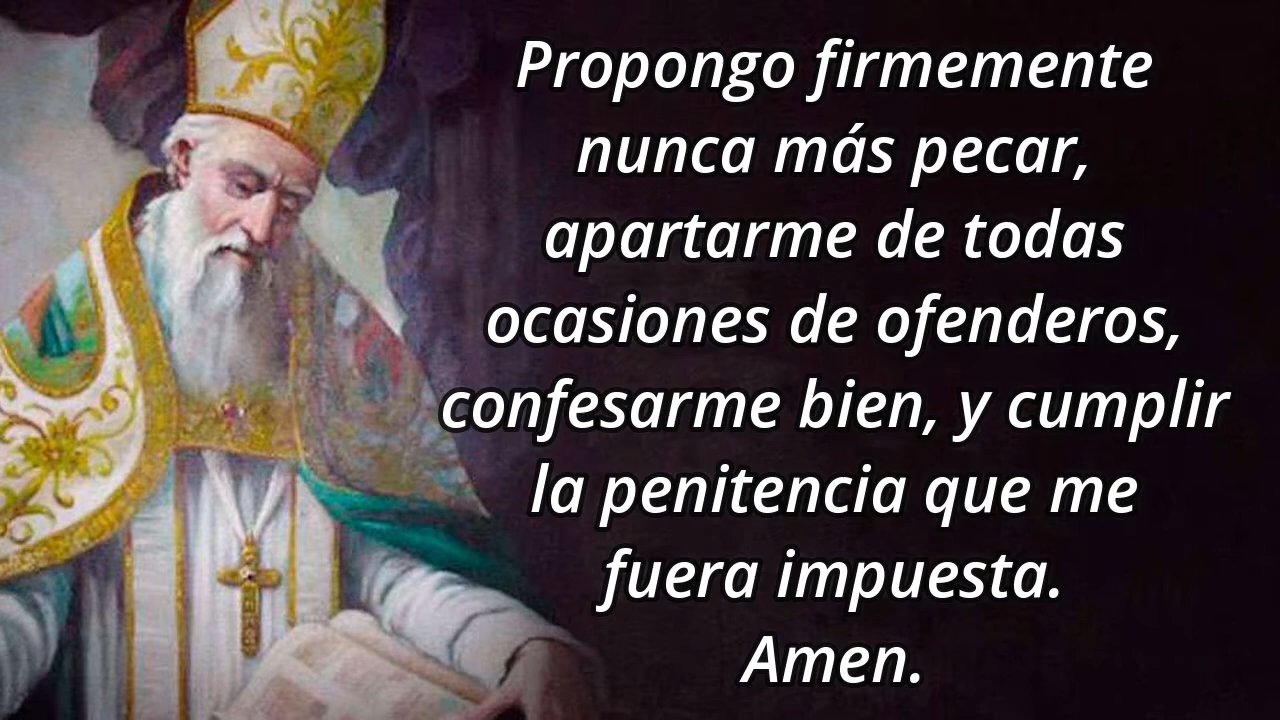 Propongo firmemente
nunca más pecar,
apartarme de todas
ocasiones de ofenderos,
confesarme bien, y cumplir
la penitencia que me
fuera impuesta.
Amen.